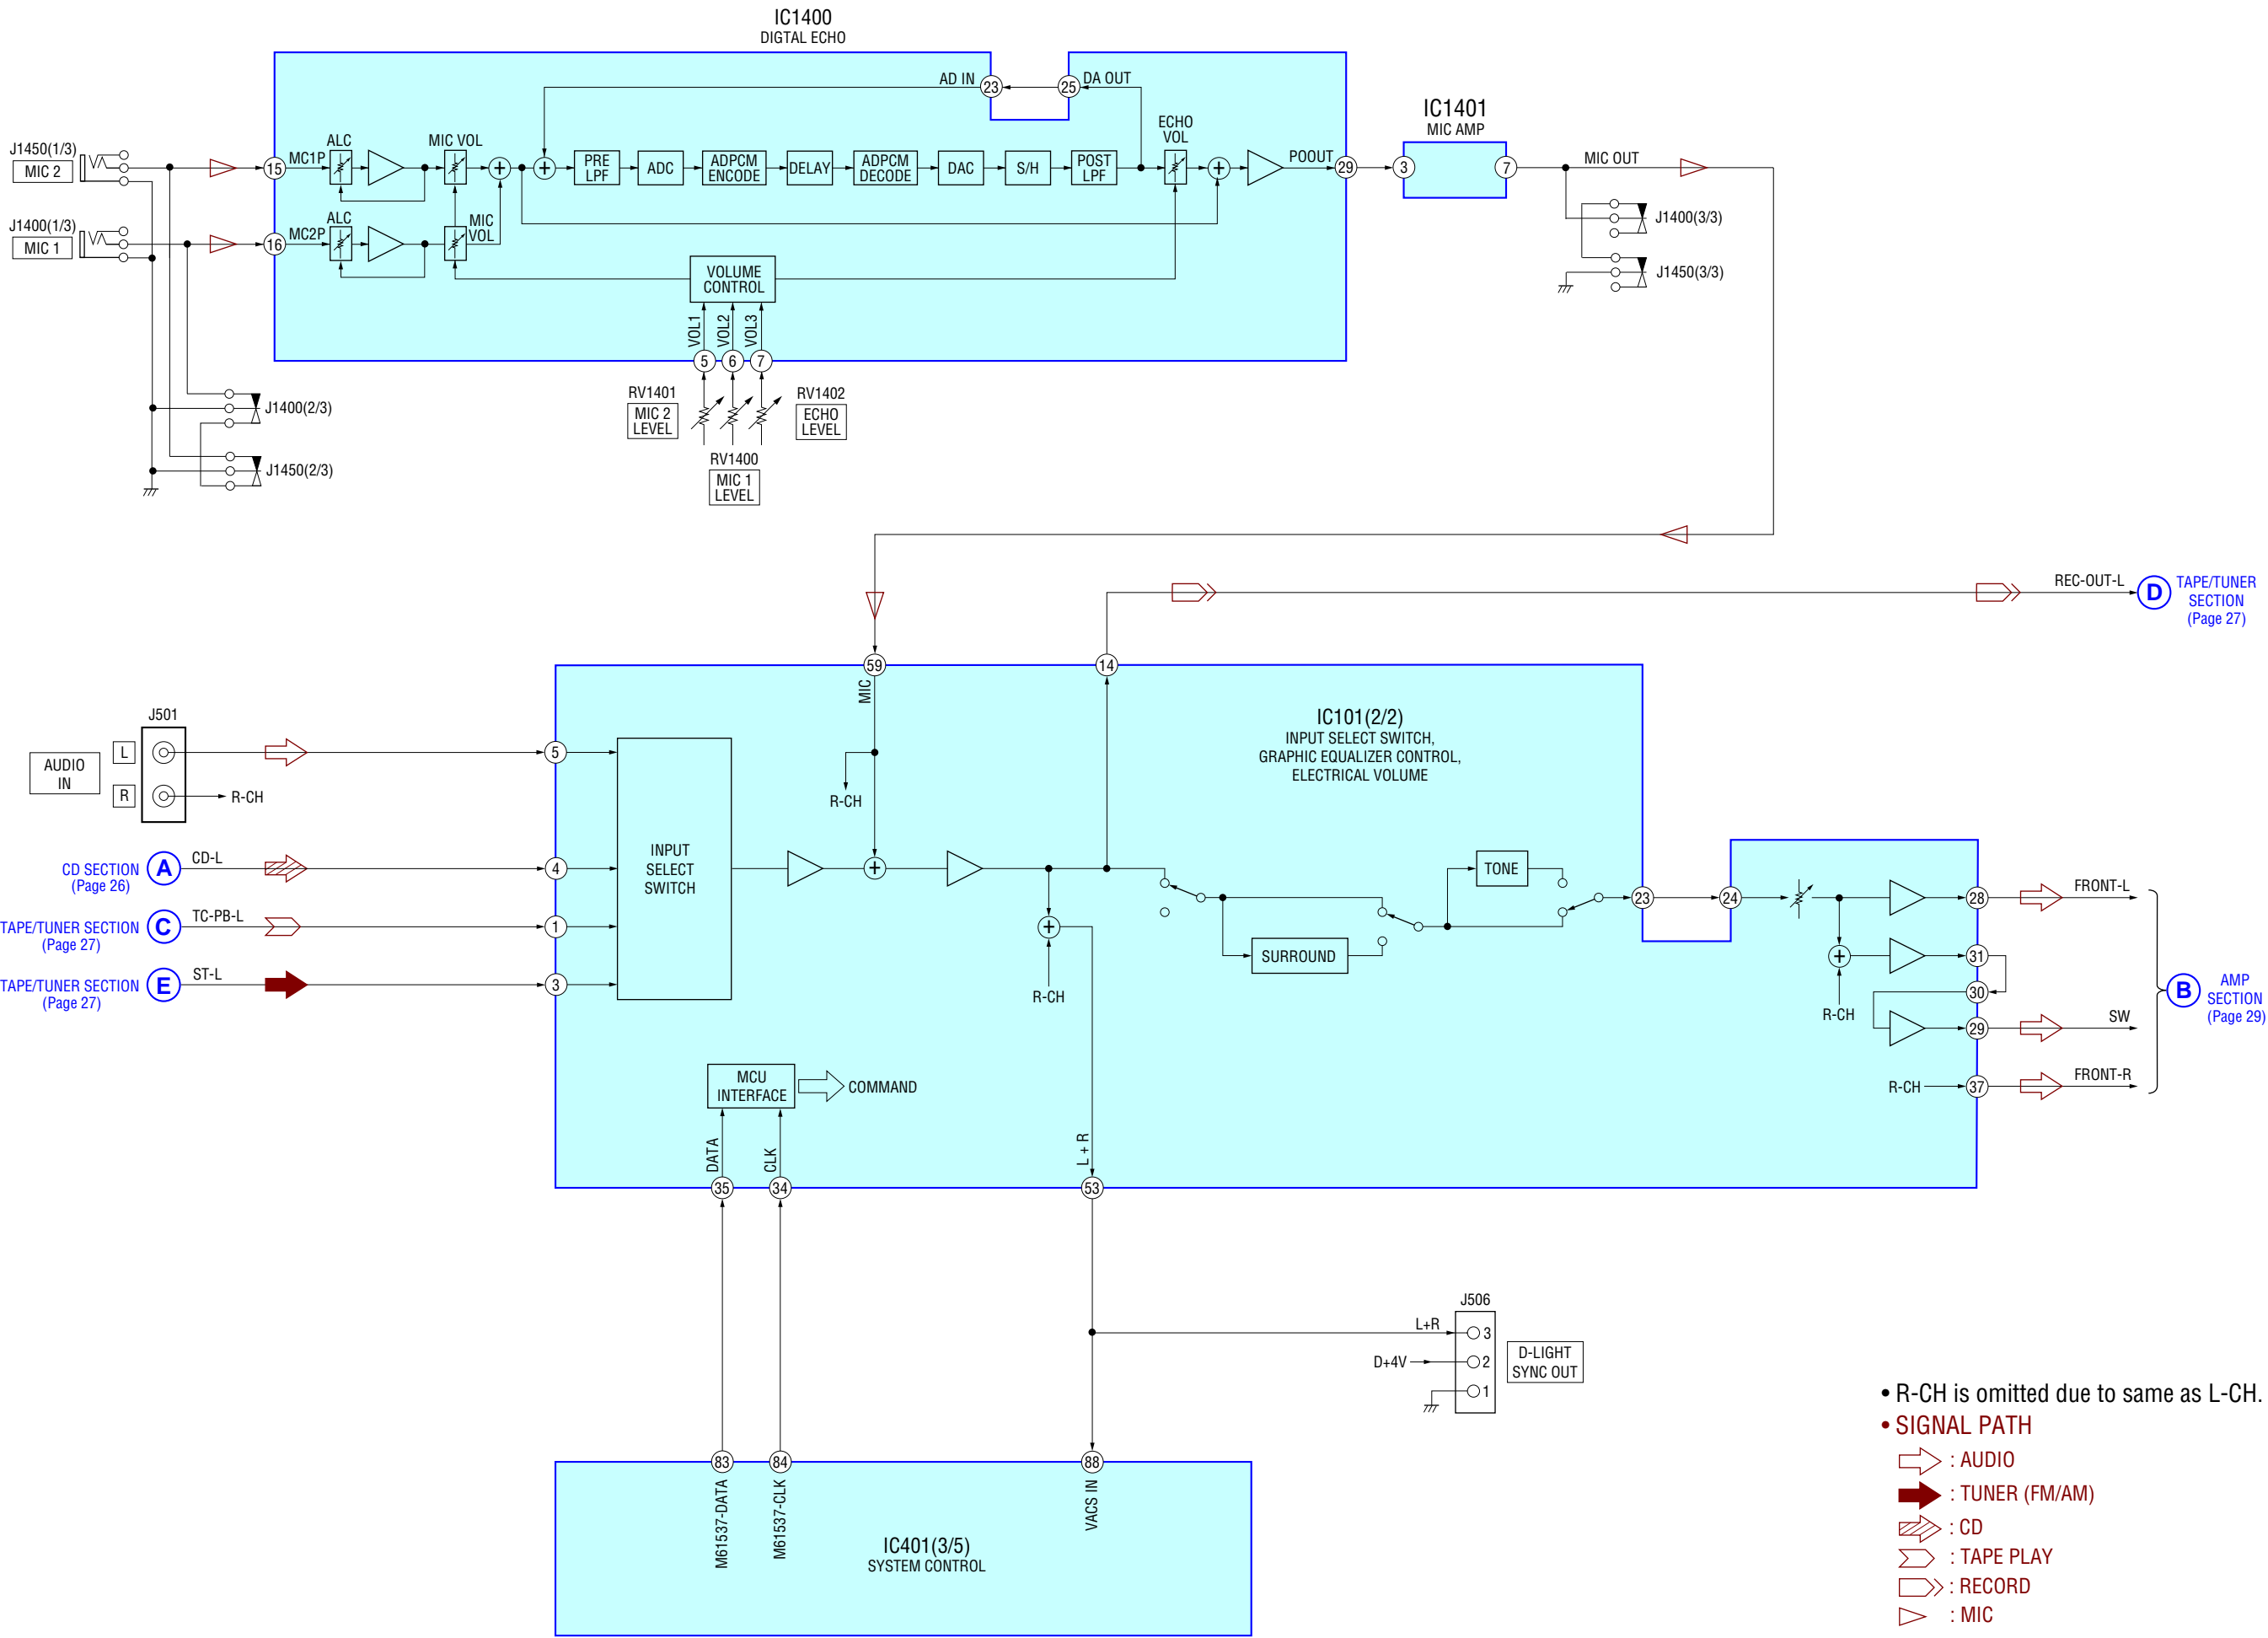 IC1400
DIGTAL ECHO
AD IN
23
25
DA OUT
IC1401
MIC AMP
J1450(1/3)
MIC 2
15
MC1P
ALC
MIC VOL
+
+
PRE
LPF
ADC
ADPCM
ENCODE
DELAY
ADPCM
DECODE
DAC
S/H
POST
LPF
ECHO
VOL
+
POOUT
29
3
7
MIC OUT
J1400(1/3)
MIC 1
16
MC2P
ALC
MIC
VOL
J1400(3/3)
J1450(3/3)
VOLUME
CONTROL
VOL1
VOL2
VOL3
5
6
7
RV1401
MIC 2
LEVEL
RV1402
ECHO
LEVEL
RV1400
MIC 1
LEVEL
J1400(2/3)
J1450(2/3)
REC-OUT-L
D
TAPE/TUNER
SECTION
(Page 27)
59
MIC
14
IC101(2/2)
INPUT SELECT SWITCH,
GRAPHIC EQUALIZER CONTROL,
ELECTRICAL VOLUME
J501
AUDIO
IN
L
R
R-CH
5
R-CH
CD SECTION
(Page 26)
A
CD-L
4
TAPE/TUNER SECTION
(Page 27)
C
TC-PB-L
1
TAPE/TUNER SECTION
(Page 27)
E
ST-L
3
INPUT
SELECT
SWITCH
+
+
R-CH
SURROUND
TONE
23
24
28
FRONT-L
+
R-CH
31
30
29
SW
R-CH
37
FRONT-R
B
AMP
SECTION
(Page 29)
MCU
INTERFACE
COMMAND
DATA
CLK
L + R
35
34
53
J506
L+R
3
D+4V
2
1
D-LIGHT
SYNC OUT
83
84
88
M61537-DATA
M61537-CLK
VACS IN
IC401(3/5)
SYSTEM CONTROL
• R-CH is omitted due to same as L-CH.
• SIGNAL PATH
: AUDIO
: TUNER (FM/AM)
: CD
: TAPE PLAY
: RECORD
: MIC